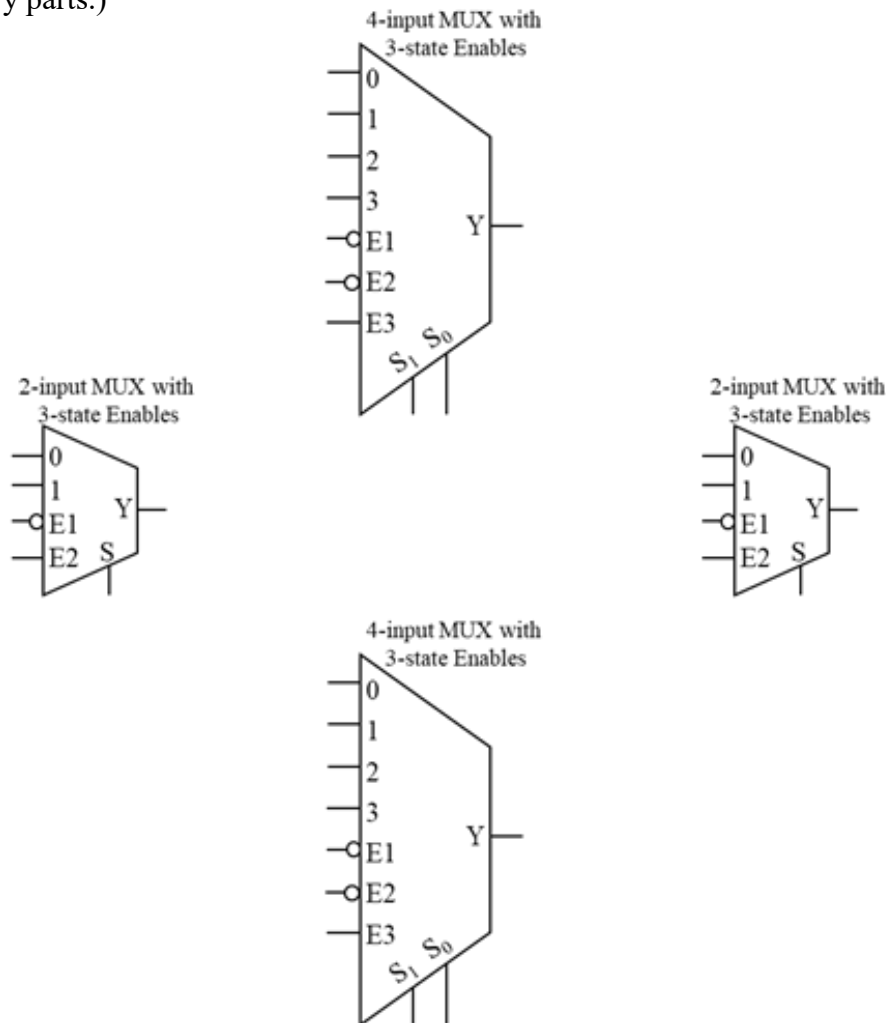 y parts.)
4-input MUX with
3-state Enables
0
1
2
3
E1
E2
E3
Y
S1 S0
2-input MUX with
3-state Enables
0
1
E1
E2
S
Y
2-input MUX with
3-state Enables
0
1
E1
E2
S
Y
4-input MUX with
3-state Enables
0
1
2
3
E1
E2
E3
Y
S1 S0